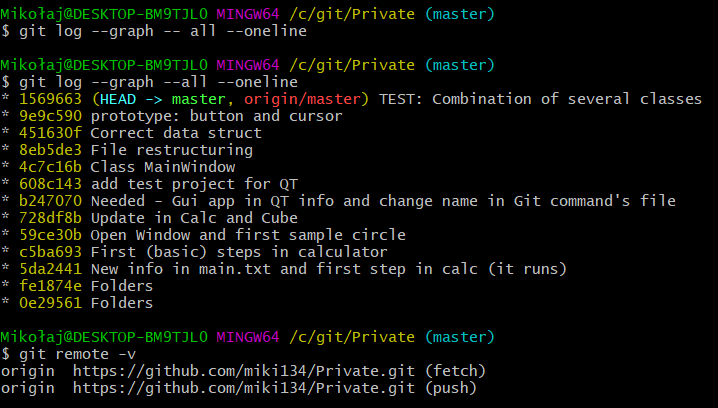 Mikołaj@DESKTOP-BM9TJLO MINGW64 /c/git/Private (master)
$ git log --graph -- all --oneline
Mikołaj@DESKTOP-BM9TJLO MINGW64 /c/git/Private (master)
$ git log --graph --all --oneline
* 1569663 (HEAD -> master, origin/master) TEST: Combination of several classes
* 9e9c590 prototype: button and cursor
* 451630f Correct data struct
* 8eb5de3 File restructuring
* 4c7c16b Class MainWindow
* 608c143 add test project for QT
* b247070 Needed - Gui app in QT info and change name in Git command's file
* 728df8b Update in Calc and Cube
* 59ce30b Open Window and first sample circle
* c5ba693 First (basic) steps in calculator
* 5da2441 New info in main.txt and first step in calc (it runs)
* fe1874e Folders
* 0e29561 Folders
Mikołaj@DESKTOP-BM9TJLO MINGW64 /c/git/Private (master)
$ git remote -v
origin  https://github.com/miki134/Private.git (fetch)
origin  https://github.com/miki134/Private.git (push)